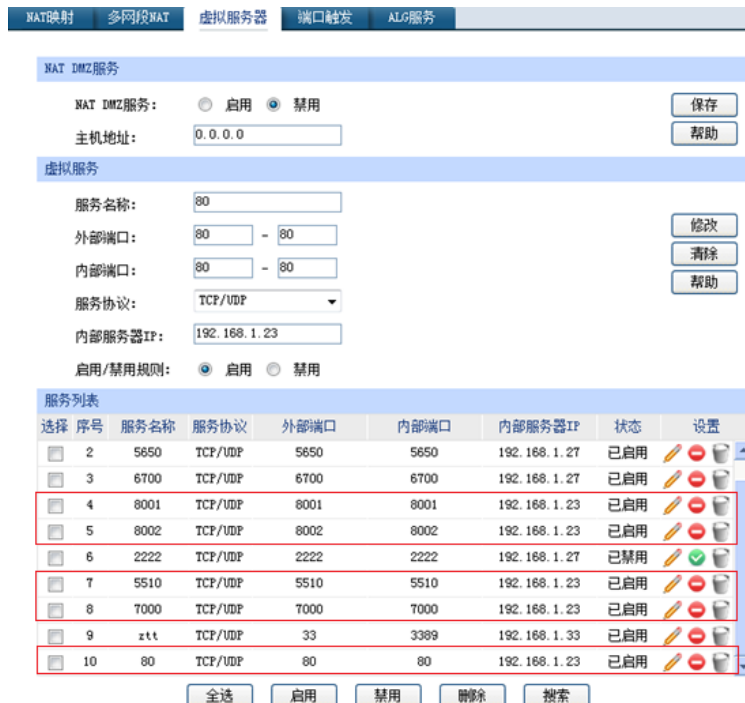 NAT映射 多网段NAT 虚拟服务器 端口触发 ALG服务
NAT DMZ服务
NAT DMZ服务: 启用 禁用 保存
主机地址: 0.0.0.0 帮助
虚拟服务
服务名称: 80
外部端口: 80 - 80 修改
清除
内部端口: 80 - 80
帮助
服务协议: TCP/UDP
内部服务器IP: 192.168.1.23
启用/禁用规则: 启用 禁用
服务列表
选择 序号 服务名称 服务协议 外部端口 内部端口 内部服务器IP 状态 设置
2 5650 TCP/UDP 5650 5650 192.168.1.27 已启用
3 6700 TCP/UDP 6700 6700 192.168.1.27 已启用
4 8001 TCP/UDP 8001 8001 192.168.1.23 已启用
5 8002 TCP/UDP 8002 8002 192.168.1.23 已启用
6 2222 TCP/UDP 2222 2222 192.168.1.27 已禁用
7 5510 TCP/UDP 5510 5510 192.168.1.23 已启用
8 7000 TCP/UDP 7000 7000 192.168.1.23 已启用
9 ztt TCP/UDP 33 3389 192.168.1.33 已启用
10 80 TCP/UDP 80 80 192.168.1.23 已启用
全选 启用 禁用 删除 搜索